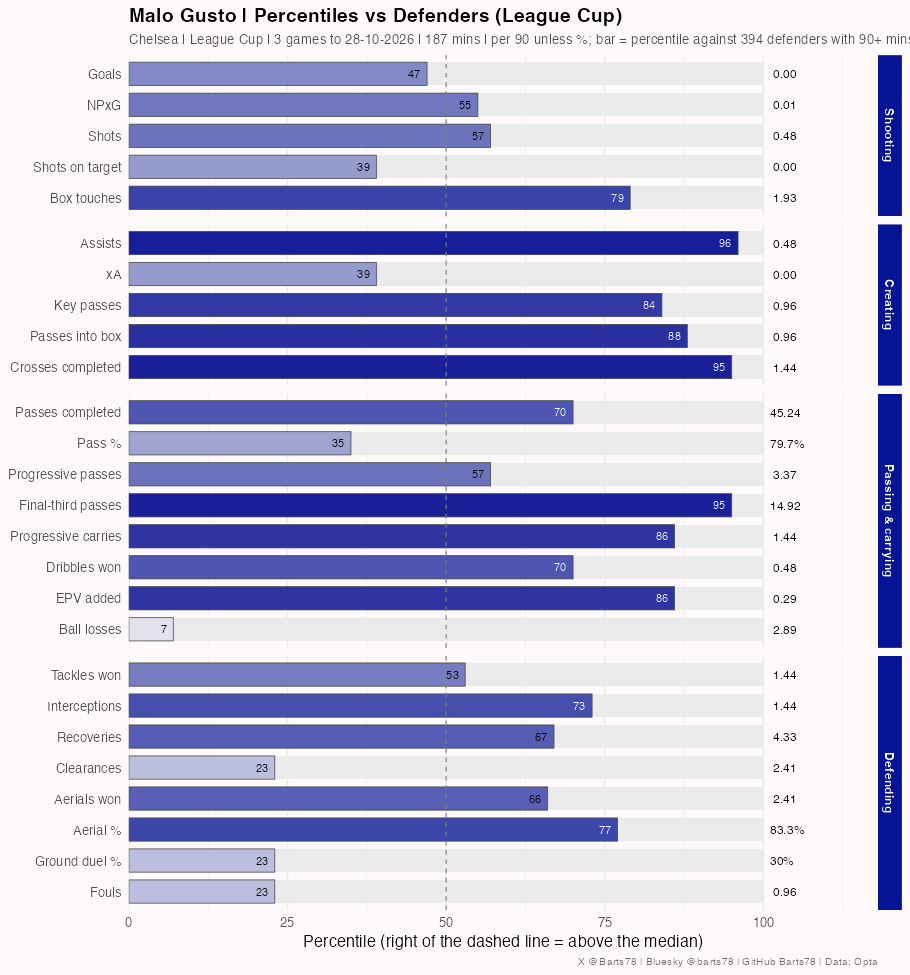 Malo Gusto | Percentiles vs Defenders (League Cup)
Chelsea | League Cup | 3 games to 28-10-2026 | 187 mins | per 90 unless %; bar = percentile against 394 defenders with 90+ mins
Goals 47 0.00
NPxG 55 0.01
Shots 57 0.48
Shots on target 39 0.00
Box touches 79 1.93
Shooting
Assists 96 0.48
xA 39 0.00
Key passes 84 0.96
Passes into box 88 0.96
Crosses completed 95 1.44
Creating
Passes completed 70 45.24
Pass % 35 79.7%
Progressive passes 57 3.37
Final-third passes 95 14.92
Progressive carries 86 1.44
Dribbles won 70 0.48
EPV added 86 0.29
Ball losses 7 2.89
Passing & carrying
Tackles won 53 1.44
Interceptions 73 1.44
Recoveries 67 4.33
Clearances 23 2.41
Aerials won 66 2.41
Aerial % 77 83.3%
Ground duel % 23 30%
Fouls 23 0.96
Defending
0 25 50 75 100
Percentile (right of the dashed line = above the median)
X @Barts78 | Bluesky @barts78 | GitHub Barts78 | Data: Opta